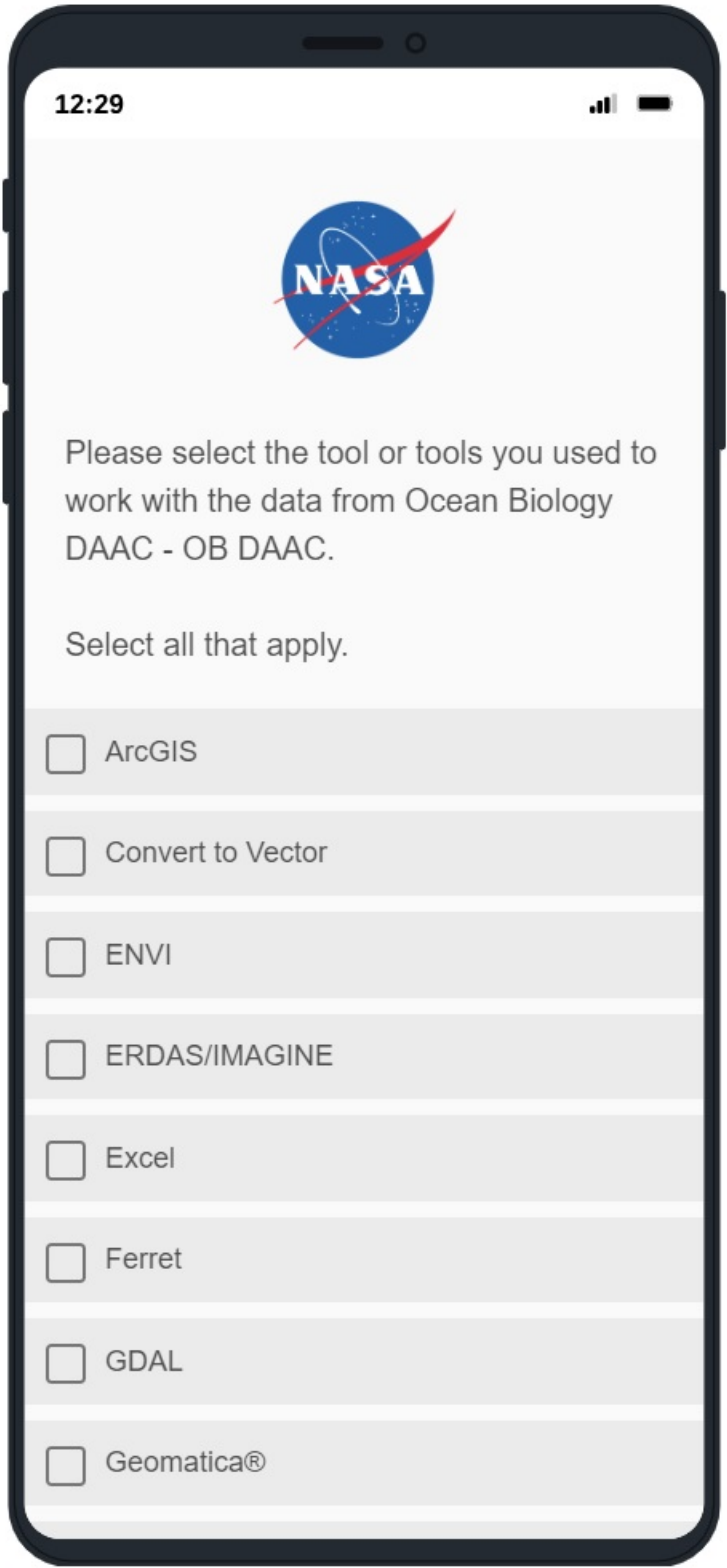 12:29
NASA
Please select the tool or tools you used to
work with the data from Ocean Biology
DAAC - OB DAAC.
Select all that apply.
ArcGIS
Convert to Vector
ENVI
ERDAS/IMAGINE
Excel
Ferret
GDAL
Geomatica®